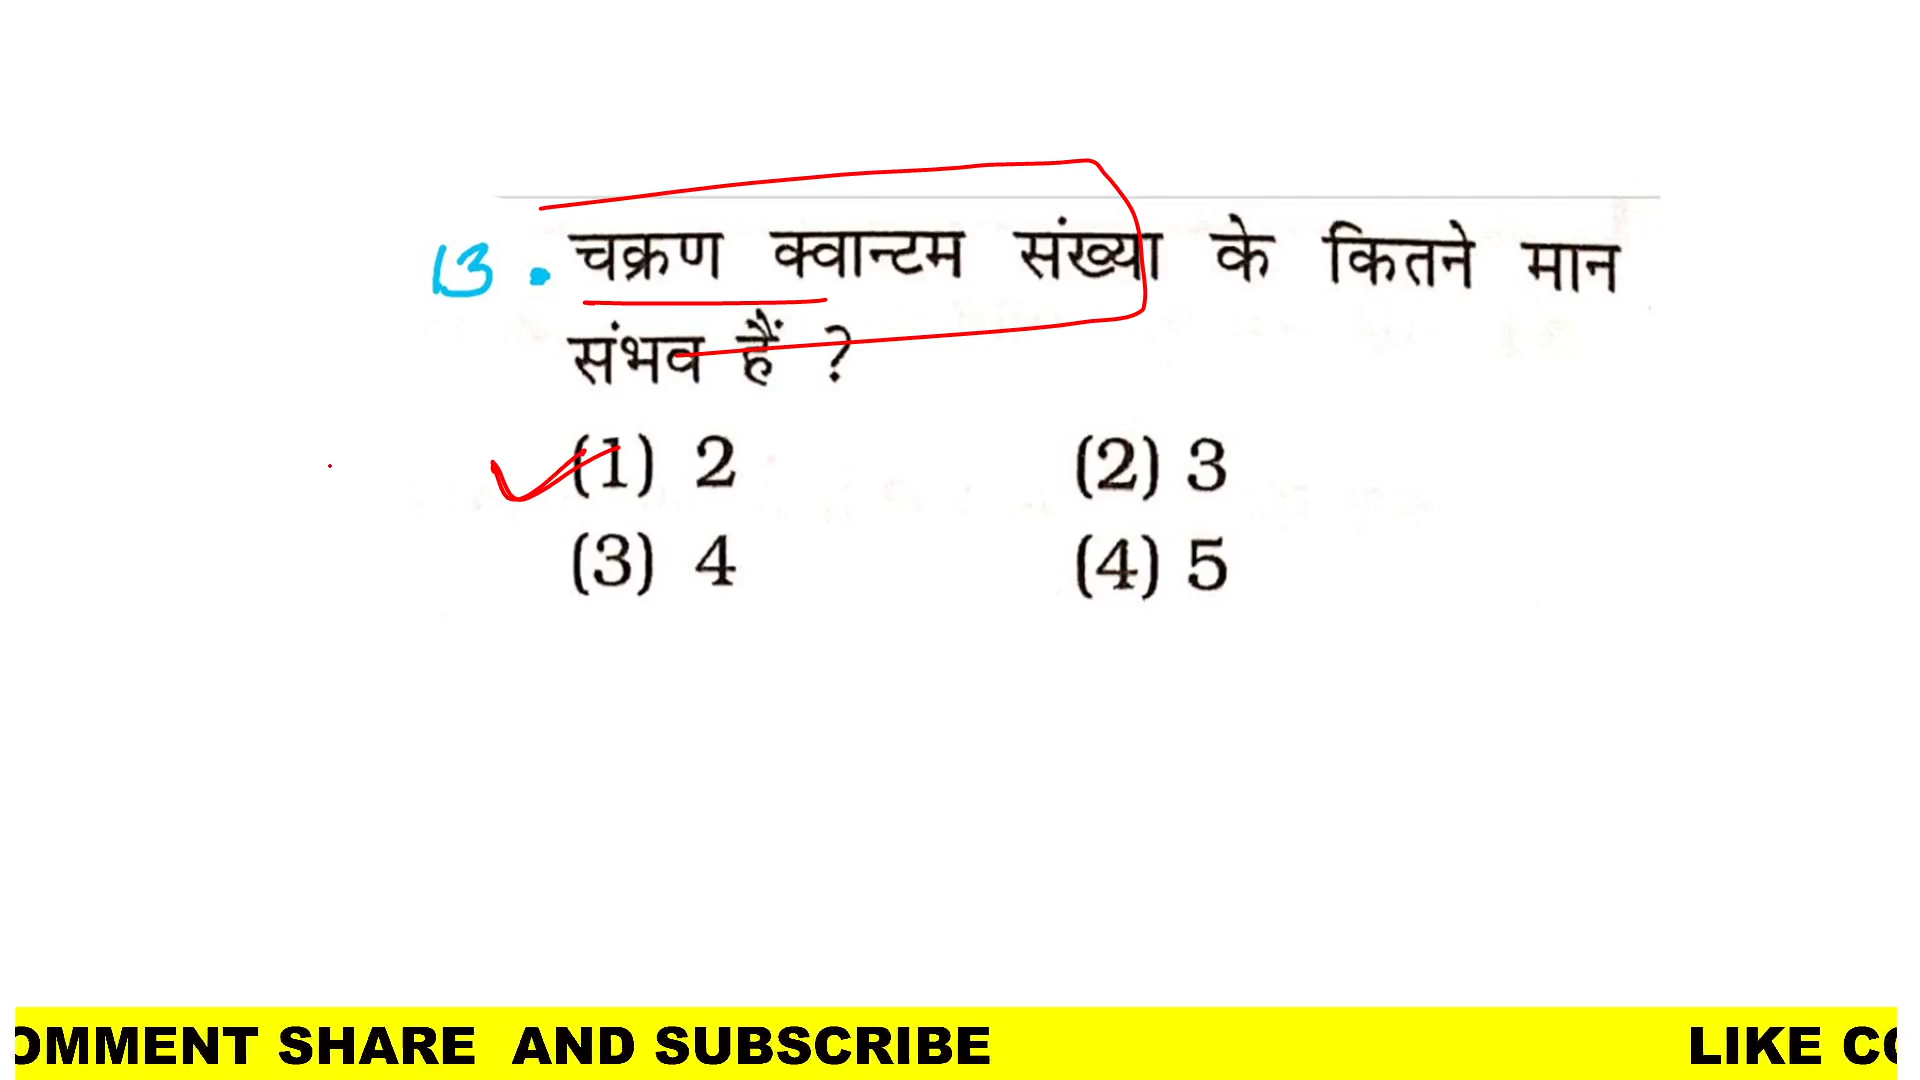 13. चक्रण क्वान्टम संख्या के कितने मान
संभव हैं ?
(1) 2 (2) 3
(3) 4 (4) 5
OMMENT SHARE AND SUBSCRIBE LIKE CO